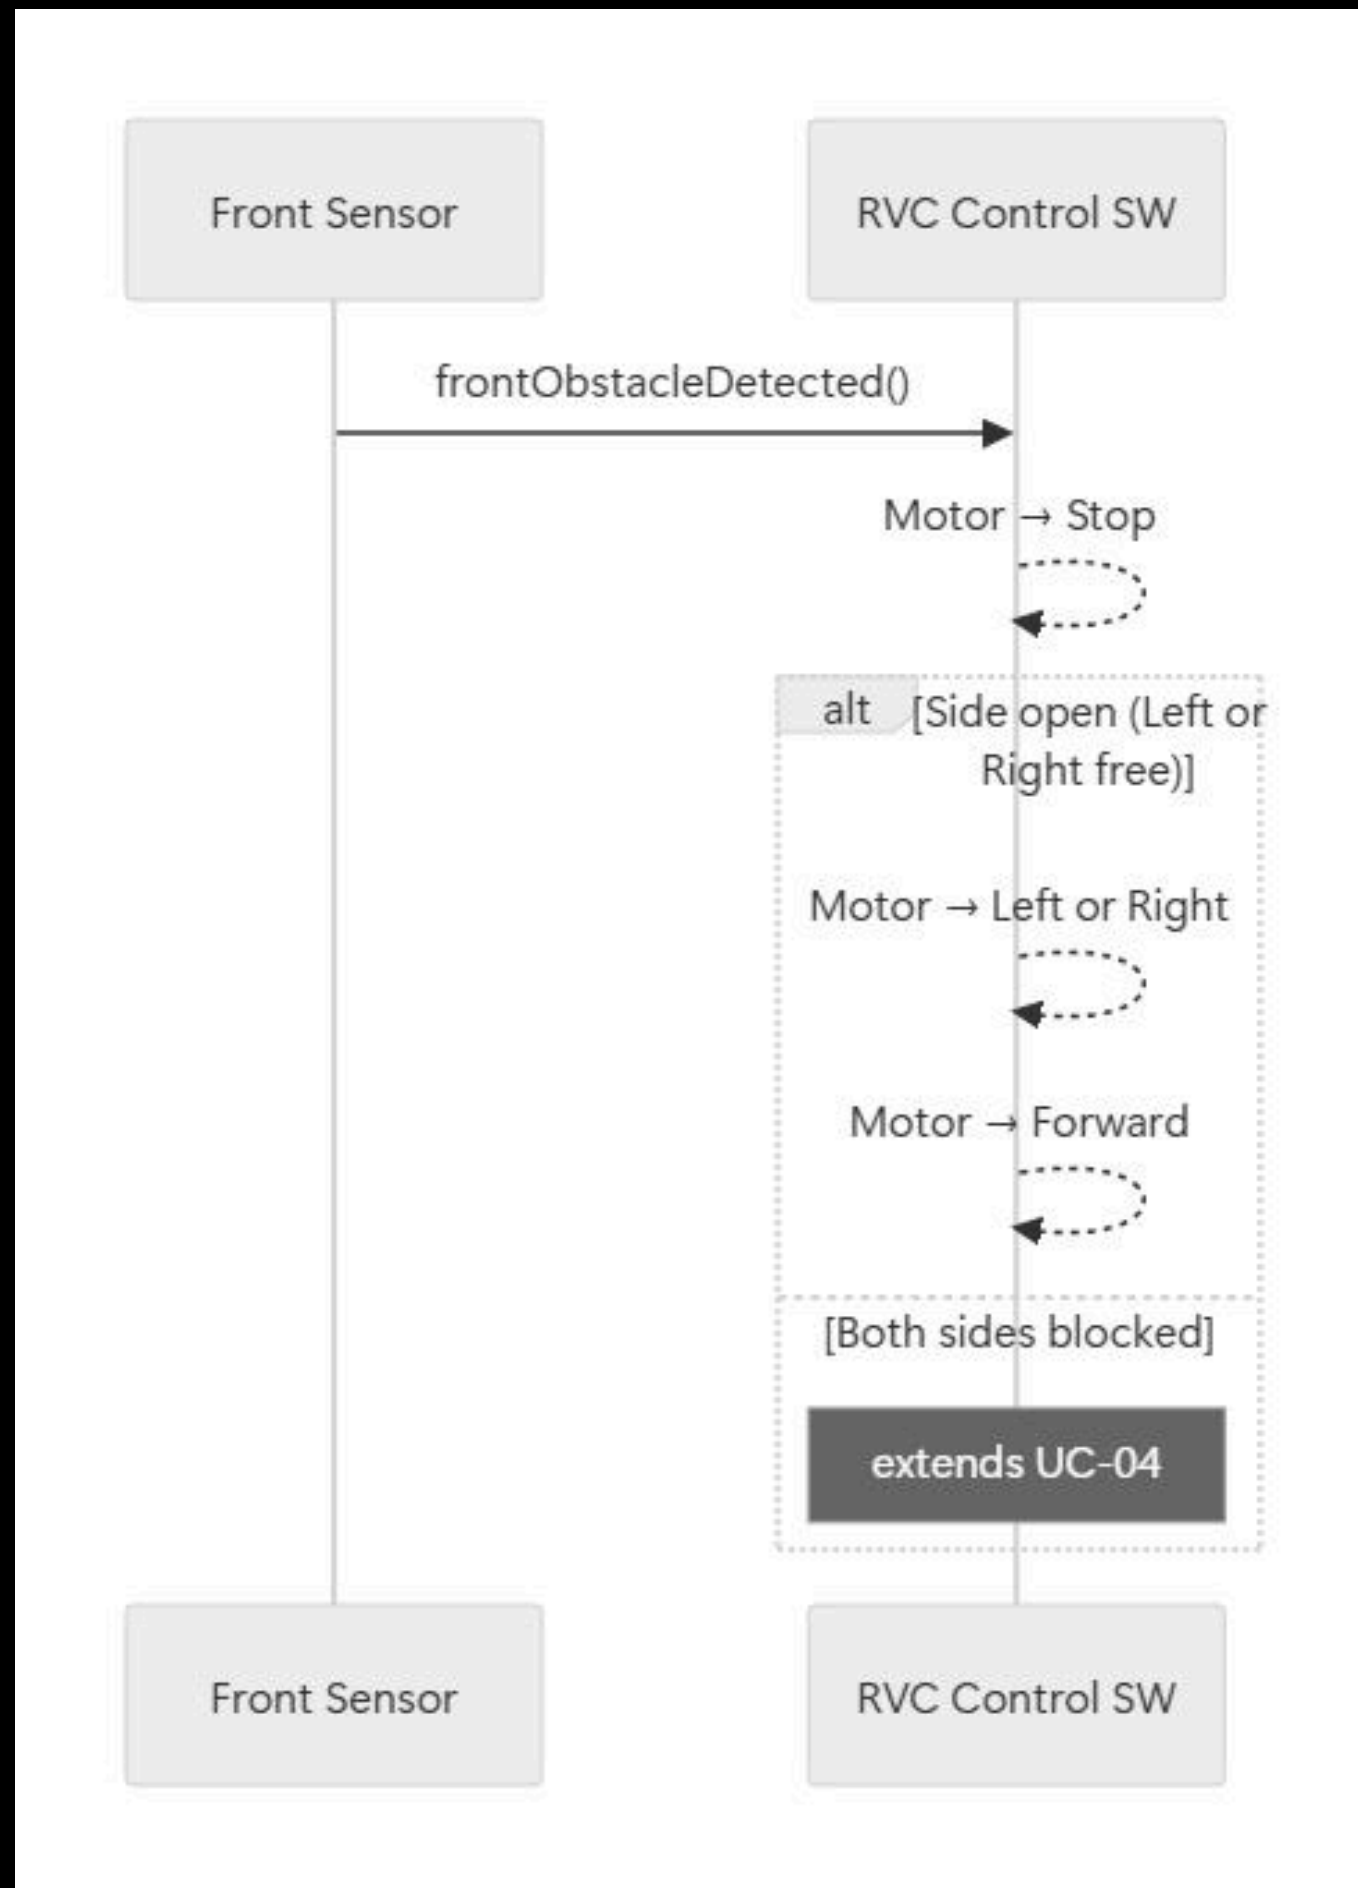 Front Sensor
RVC Control SW
frontObstacleDetected()
Motor → Stop
alt
[Side open (Left or
Right free)]
Motor → Left or Right
Motor → Forward
[Both sides blocked]
extends UC-04
Front Sensor
RVC Control SW